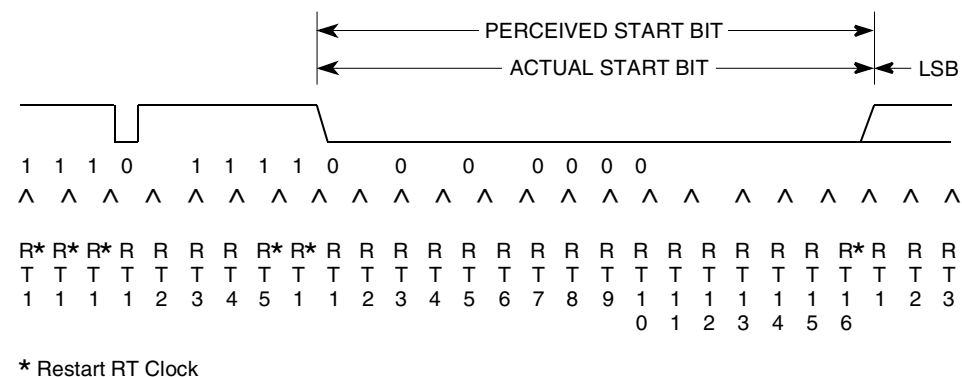 PERCEIVED START BIT
ACTUAL START BIT
LSB
1 1 1 0 1 1 1 1 0 0 0 0 0 0 0
R* R* R* R R R R R* R* R R R R R R R R R R R R R R R R* R R R
T T T T T T T T T T T T T T T T T T T T T T T T T T T T
1 1 1 1 2 3 4 5 1 1 2 3 4 5 6 7 8 9 1 1 1 1 1 1 1 1 2 3
0 1 2 3 4 5 6
* Restart RT Clock